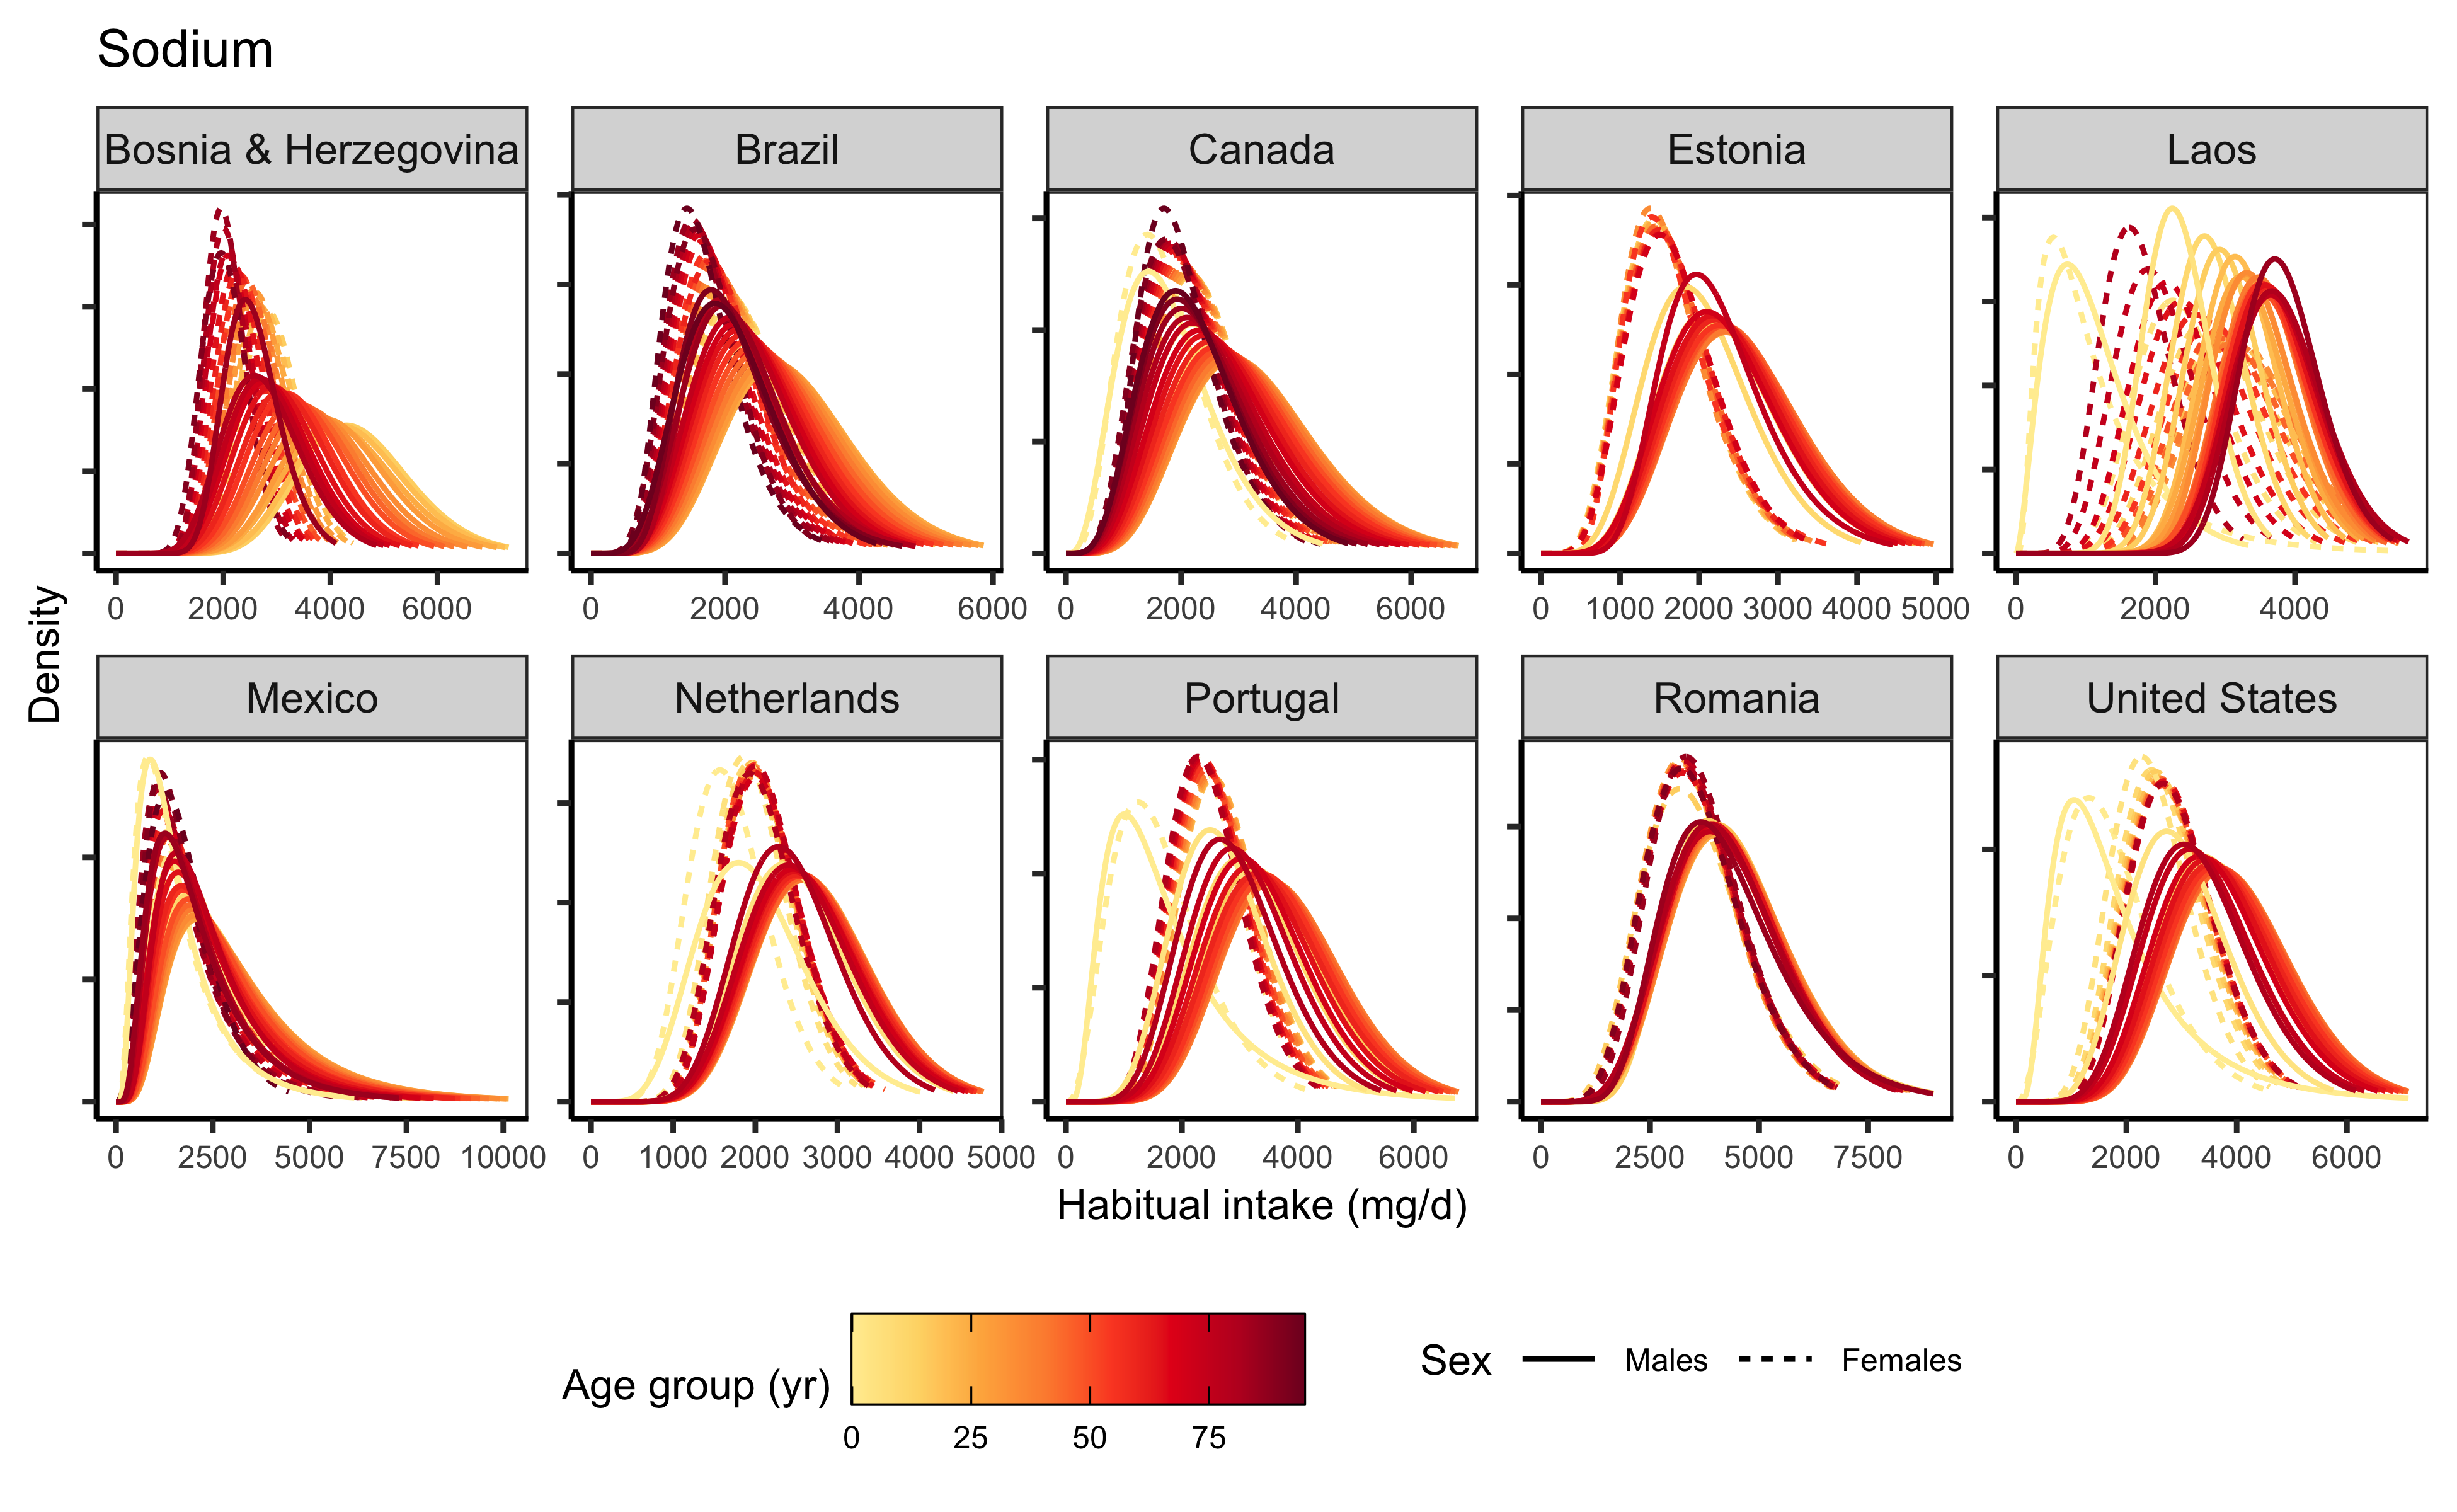 Sodium
Bosnia & Herzegovina Brazil Canada Estonia Laos
0 2000 4000 6000 0 2000 4000 6000 0 2000 4000 6000 0 1000 2000 3000 4000 5000 0 2000 4000
Density
Mexico Netherlands Portugal Romania United States
0 2500 5000 7500 10000 0 1000 2000 3000 4000 5000 0 2000 4000 6000 0 2500 5000 7500 0 2000 4000 6000
Habitual intake (mg/d)
Age group (yr)
0 25 50 75
Sex Males Females